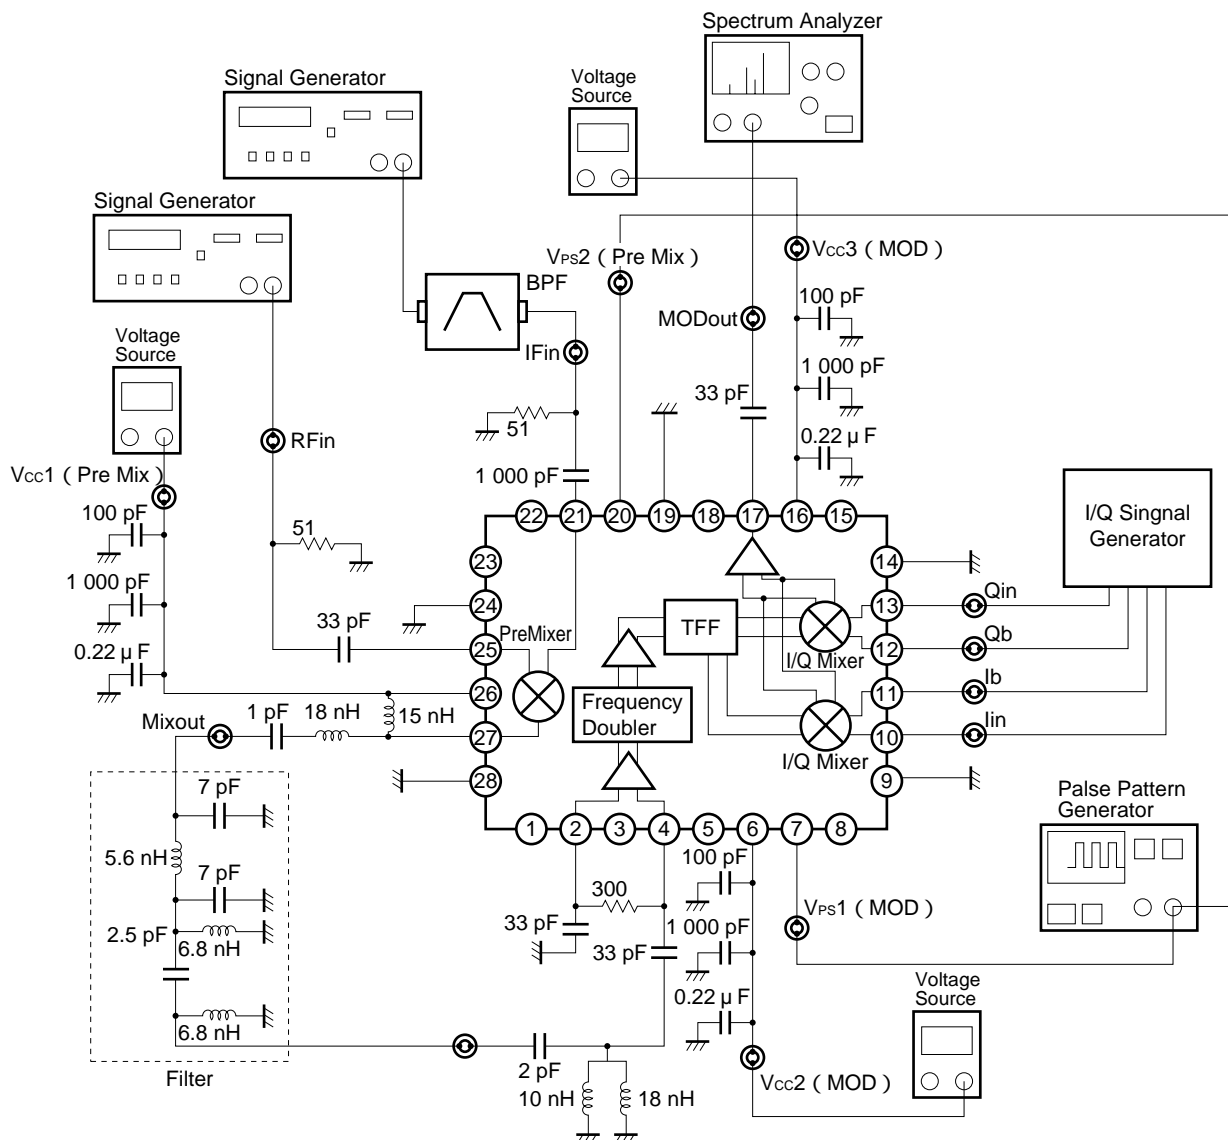 Spectrum Analyzer
Signal Generator
Voltage
Source
Signal Generator
VPS2 ( Pre Mix )
VCC3 ( MOD )
BPF
100 pF
MODout
Voltage
Source
IFin
1 000 pF
33 pF
51
RFin
0.22 µ F
VCC1 ( Pre Mix )
1 000 pF
100 pF
51
22
21
20
19
18
17
16
15
I/Q Singnal
Generator
23
14
1 000 pF
24
13
Qin
33 pF
25
PreMixer
TFF
I/Q Mixer
12
Qb
0.22 µ F
26
11
Ib
Mixout
1 pF
18 nH
15 nH
Frequency
Doubler
27
10
Iin
I/Q Mixer
28
9
7 pF
Palse Pattern
Generator
1
2
3
4
5
6
7
8
5.6 nH
100 pF
7 pF
300
VPS1 ( MOD )
2.5 pF
33 pF
1 000 pF
6.8 nH
33 pF
Voltage
Source
0.22 µ F
6.8 nH
2 pF
Filter
VCC2 ( MOD )
10 nH
18 nH